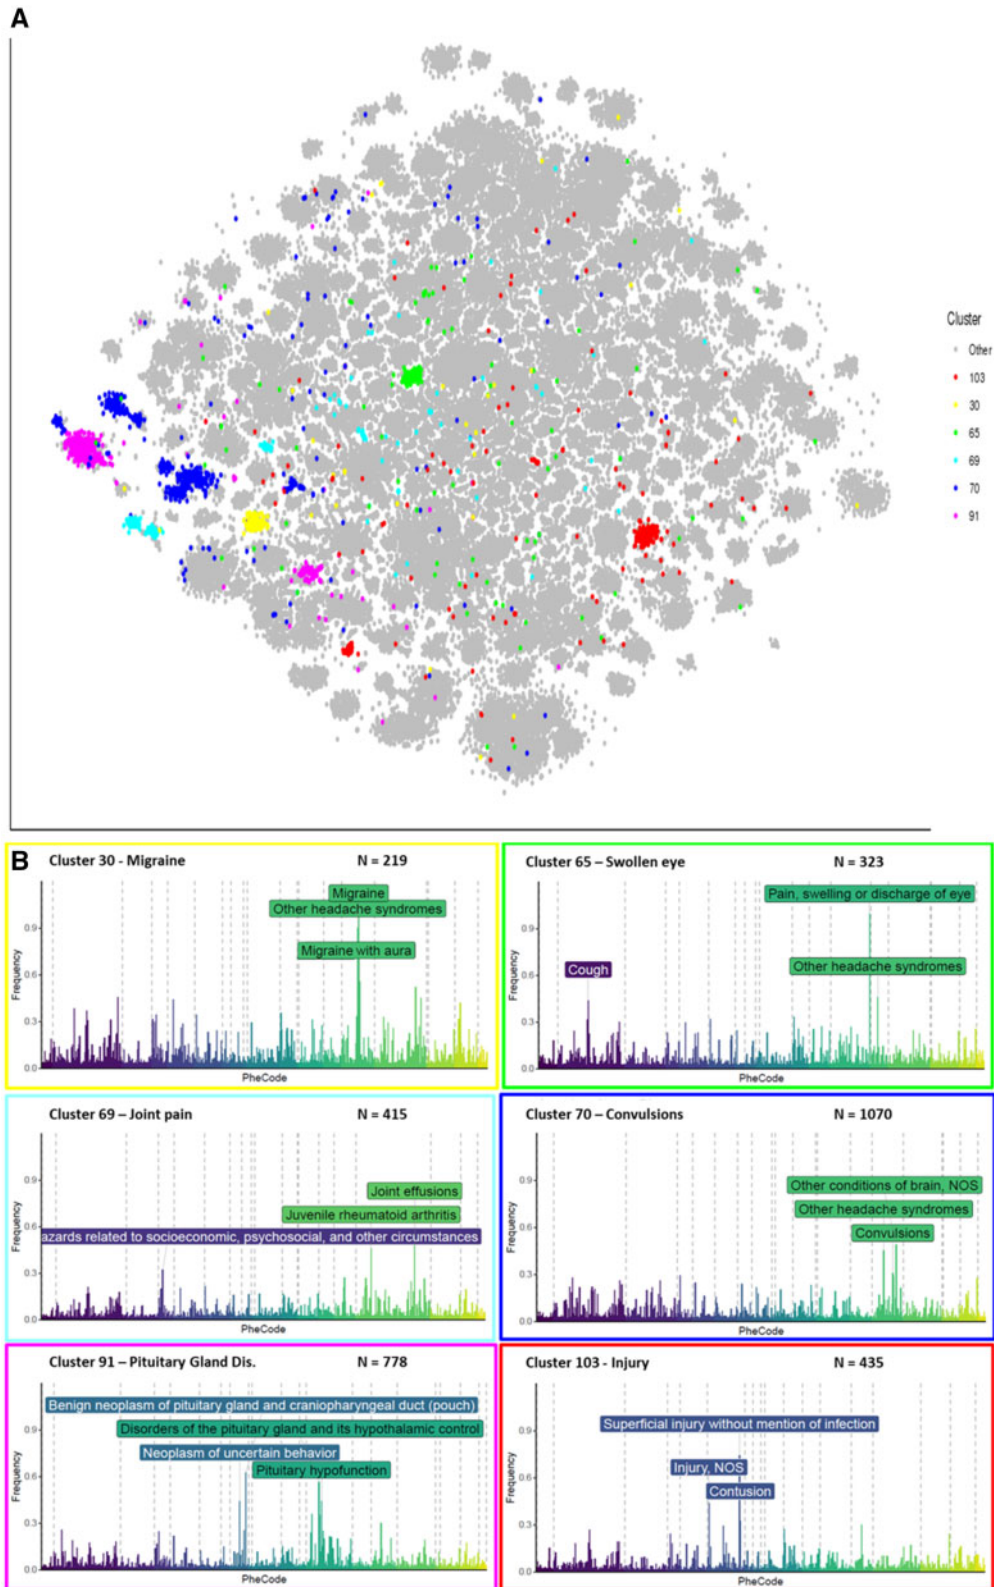 A
Cluster
Other
103
30
65
69
70
91
B
Cluster 30 - Migraine N = 219
Migraine
Other headache syndromes
Migraine with aura
Frequency
0.9
0.6
0.3
0.0
PheCode
Cluster 65 – Swollen eye N = 323
Pain, swelling or discharge of eye
Other headache syndromes
Cough
Frequency
0.9
0.6
0.3
0.0
PheCode
Cluster 69 – Joint pain N = 415
Joint effusions
Juvenile rheumatoid arthritis
azards related to socioeconomic, psychosocial, and other circumstances
Frequency
0.9
0.6
0.3
0.0
PheCode
Cluster 70 – Convulsions N = 1070
Other conditions of brain, NOS
Other headache syndromes
Convulsions
Frequency
0.9
0.6
0.3
0.0
PheCode
Cluster 91 – Pituitary Gland Dis. N = 778
Benign neoplasm of pituitary gland and craniopharyngeal duct (pouch)
Disorders of the pituitary gland and its hypothalamic control
Neoplasm of uncertain behavior
Pituitary hypofunction
Frequency
0.9
0.6
0.3
0.0
PheCode
Cluster 103 - Injury N = 435
Superficial injury without mention of infection
Injury, NOS
Contusion
Frequency
0.9
0.6
0.3
0.0
PheCode